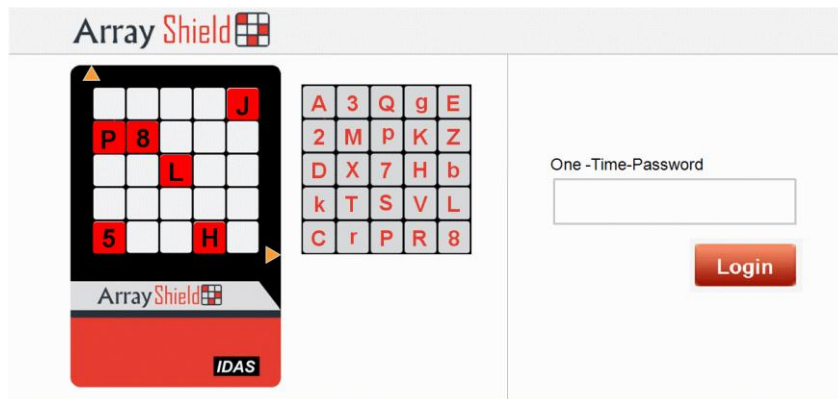 Array Shield
J
P 8
L
5 H
Array Shield
IDAS
A 3 Q g E
2 M p K Z
D X 7 H b
k T S V L
C r P R 8
One -Time-Password
Login